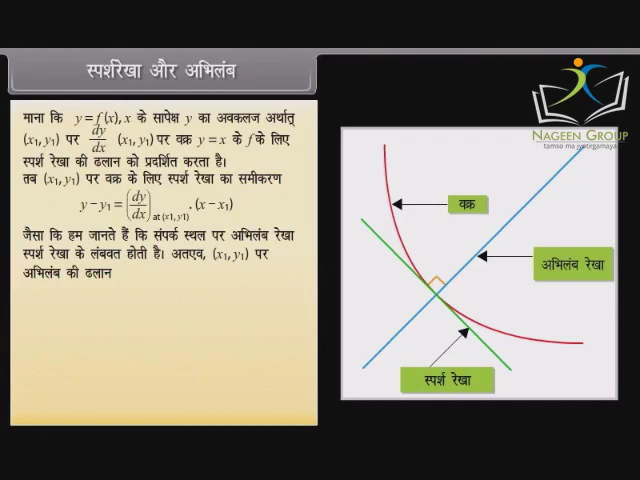 स्पर्शरेखा और अभिलंब
माना कि y = f (x), x के सापेक्ष y का अवकलज अर्थात्
(x₁, y₁) पर dy/dx (x₁, y₁) पर वक्र y = x के f के लिए
स्पर्श रेखा की ढलान को प्रदर्शित करता है।
तब (x₁, y₁) पर वक्र के लिए स्पर्श रेखा का समीकरण
y − y₁ = (dy/dx) at (x1, y1) . (x − x₁)
जैसा कि हम जानते हैं कि संपर्क स्थल पर अभिलंब रेखा
स्पर्श रेखा के लंबवत होती है। अतएव, (x₁, y₁) पर
अभिलंब की ढलान
वक्र
अभिलंब रेखा
स्पर्श रेखा
NAGEEN GROUP
tamso ma jyotirgamaya